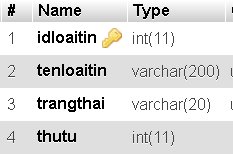 # Name Type
1 idloaitin int(11)
2 tenloaitin varchar(200)
3 trangthai varchar(20)
4 thutu int(11)